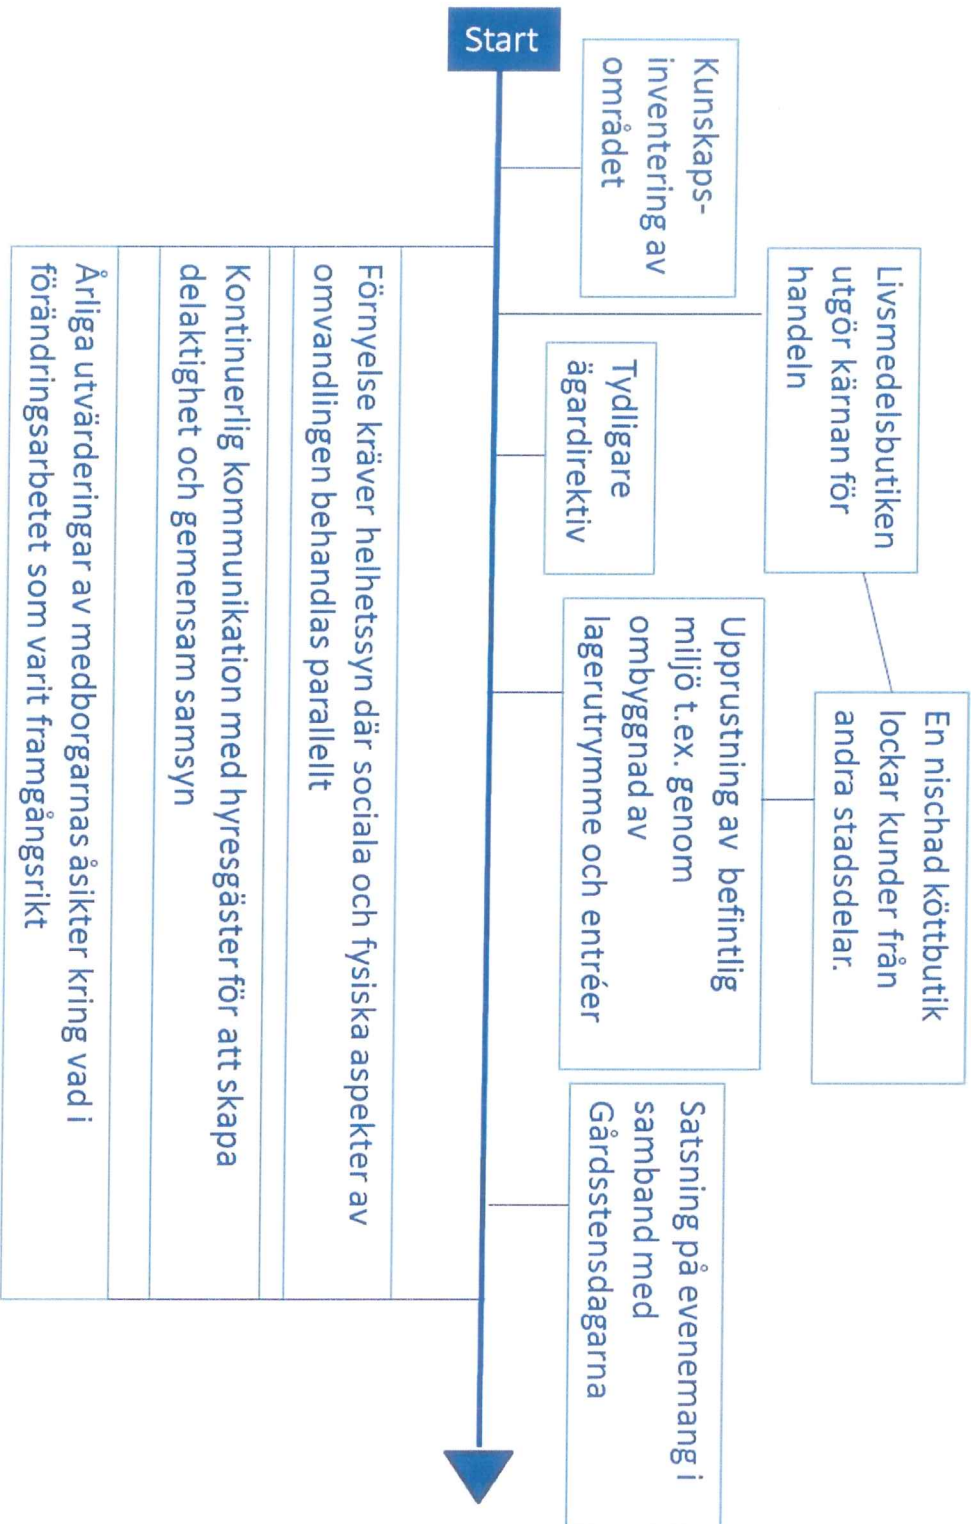 Start
Kunskaps-
inventering av
området
Livsmedelsbutiken
utgör kärnan för
handeln
Tydligare
ägardirektiv
En nischad köttbutik
lockar kunder från
andra stadsdelar.
Upprustning av befintlig
miljö t.ex. genom
ombyggnad av
lagerutrymme och entréer
Satsning på evenemang i
samband med
Gårdsstensdagarna
Förnyelse kräver helhetssyn där sociala och fysiska aspekter av
omvandlingen behandlas parallellt
Kontinuerlig kommunikation med hyresgäster för att skapa
delaktighet och gemensam samsyn
Årliga utvärderingar av medborgarnas åsikter kring vad i
förändringsarbetet som varit framgångsrikt